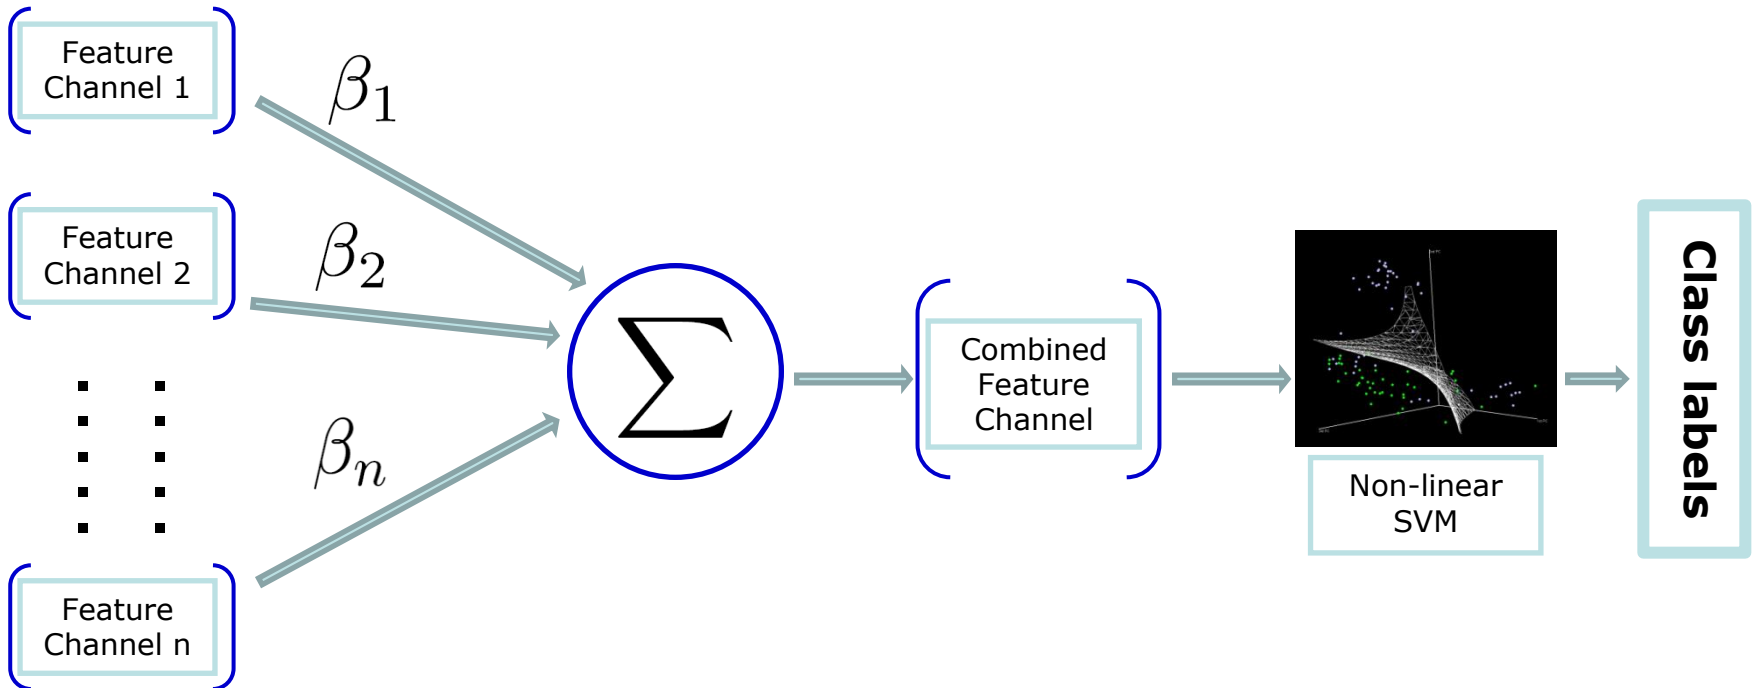 Feature
Channel 1
β1
Feature
Channel 2
β2
βn
Feature
Channel n
∑
Combined
Feature
Channel
Non-linear
SVM
Class labels